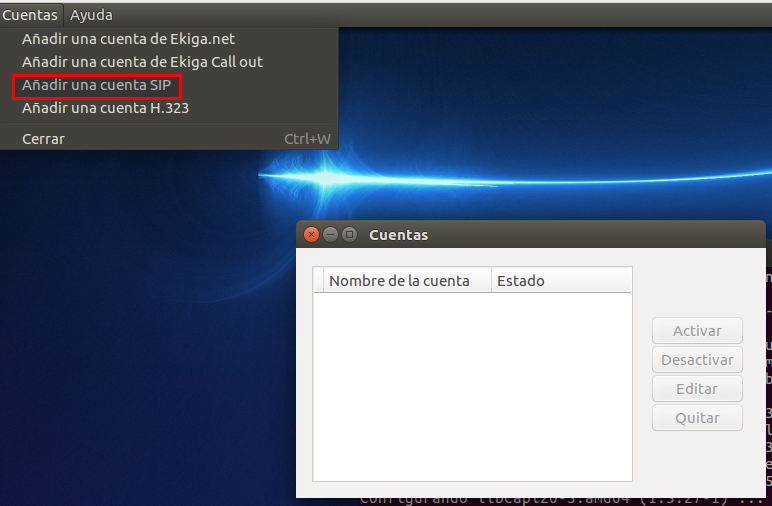 Cuentas Ayuda
Añadir una cuenta de Ekiga.net
Añadir una cuenta de Ekiga Call out
Añadir una cuenta SIP
Añadir una cuenta H.323
Cerrar Ctrl+W
Cuentas
Nombre de la cuenta Estado
Activar
Desactivar
Editar
Quitar